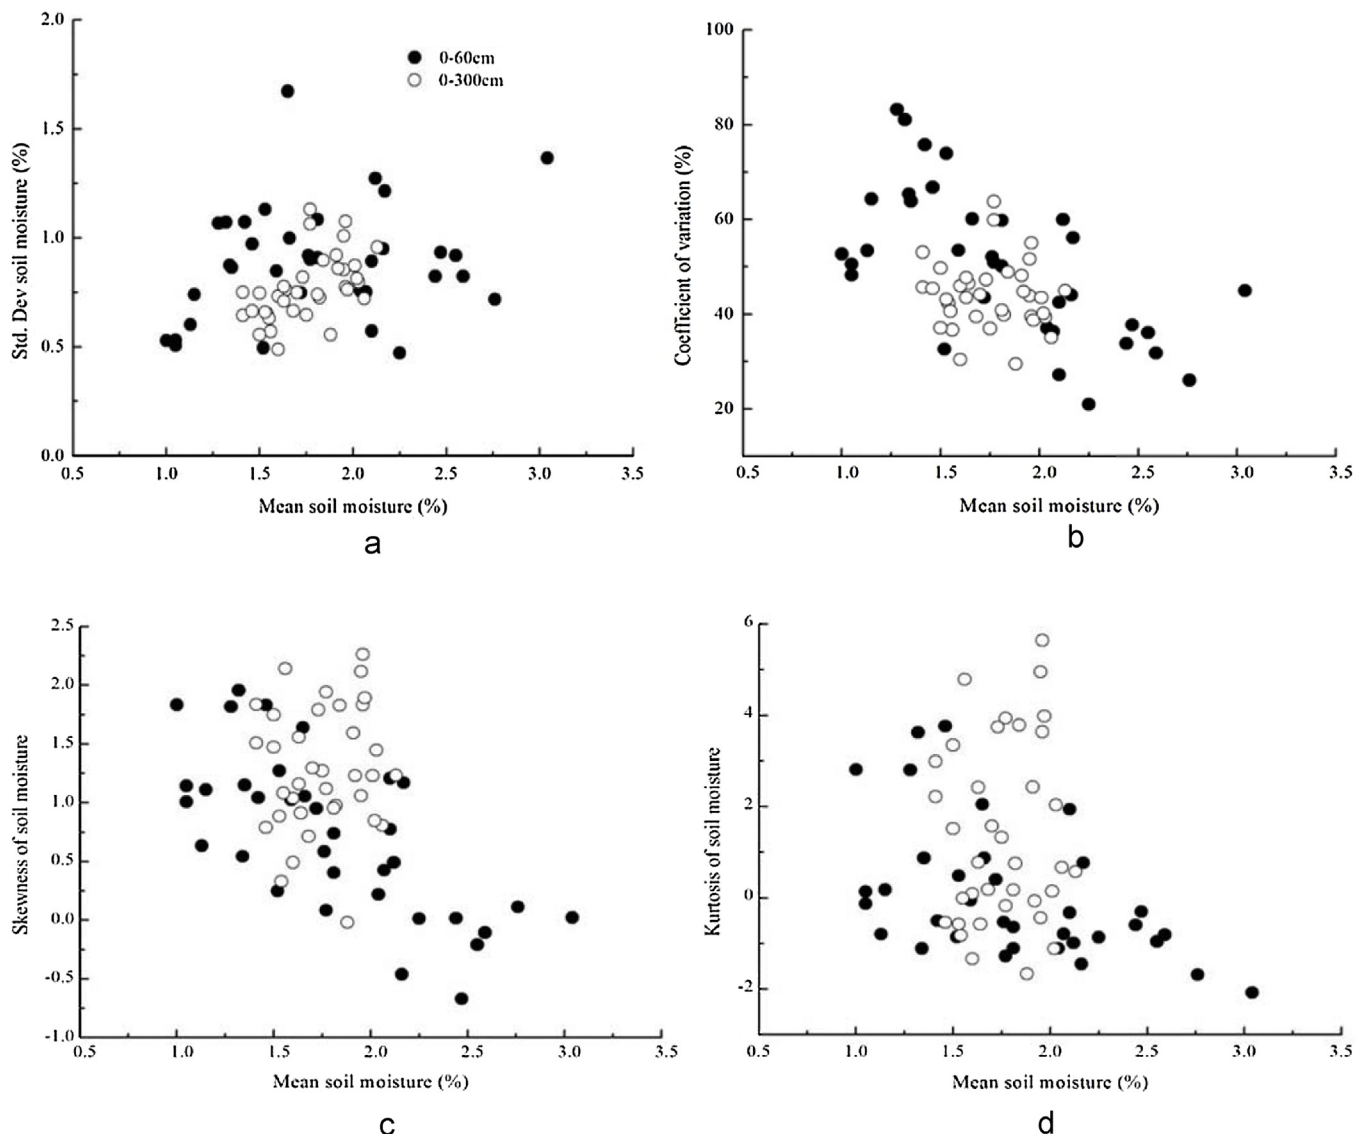 2.0
1.5
1.0
0.5
0.0
Std. Dev soil moisture (%)
0-60cm
0-300cm
0.5 1.0 1.5 2.0 2.5 3.0 3.5
Mean soil moisture (%)
a
100
80
60
40
20
Coefficient of variation (%)
0.5 1.0 1.5 2.0 2.5 3.0 3.5
Mean soil moisture (%)
b
2.5
2.0
1.5
1.0
0.5
0.0
-0.5
-1.0
Skewness of soil moisture
0.5 1.0 1.5 2.0 2.5 3.0 3.5
Mean soil moisture (%)
c
6
4
2
0
-2
Kurtosis of soil moisture
0.5 1.0 1.5 2.0 2.5 3.0 3.5
Mean soil moisture (%)
d